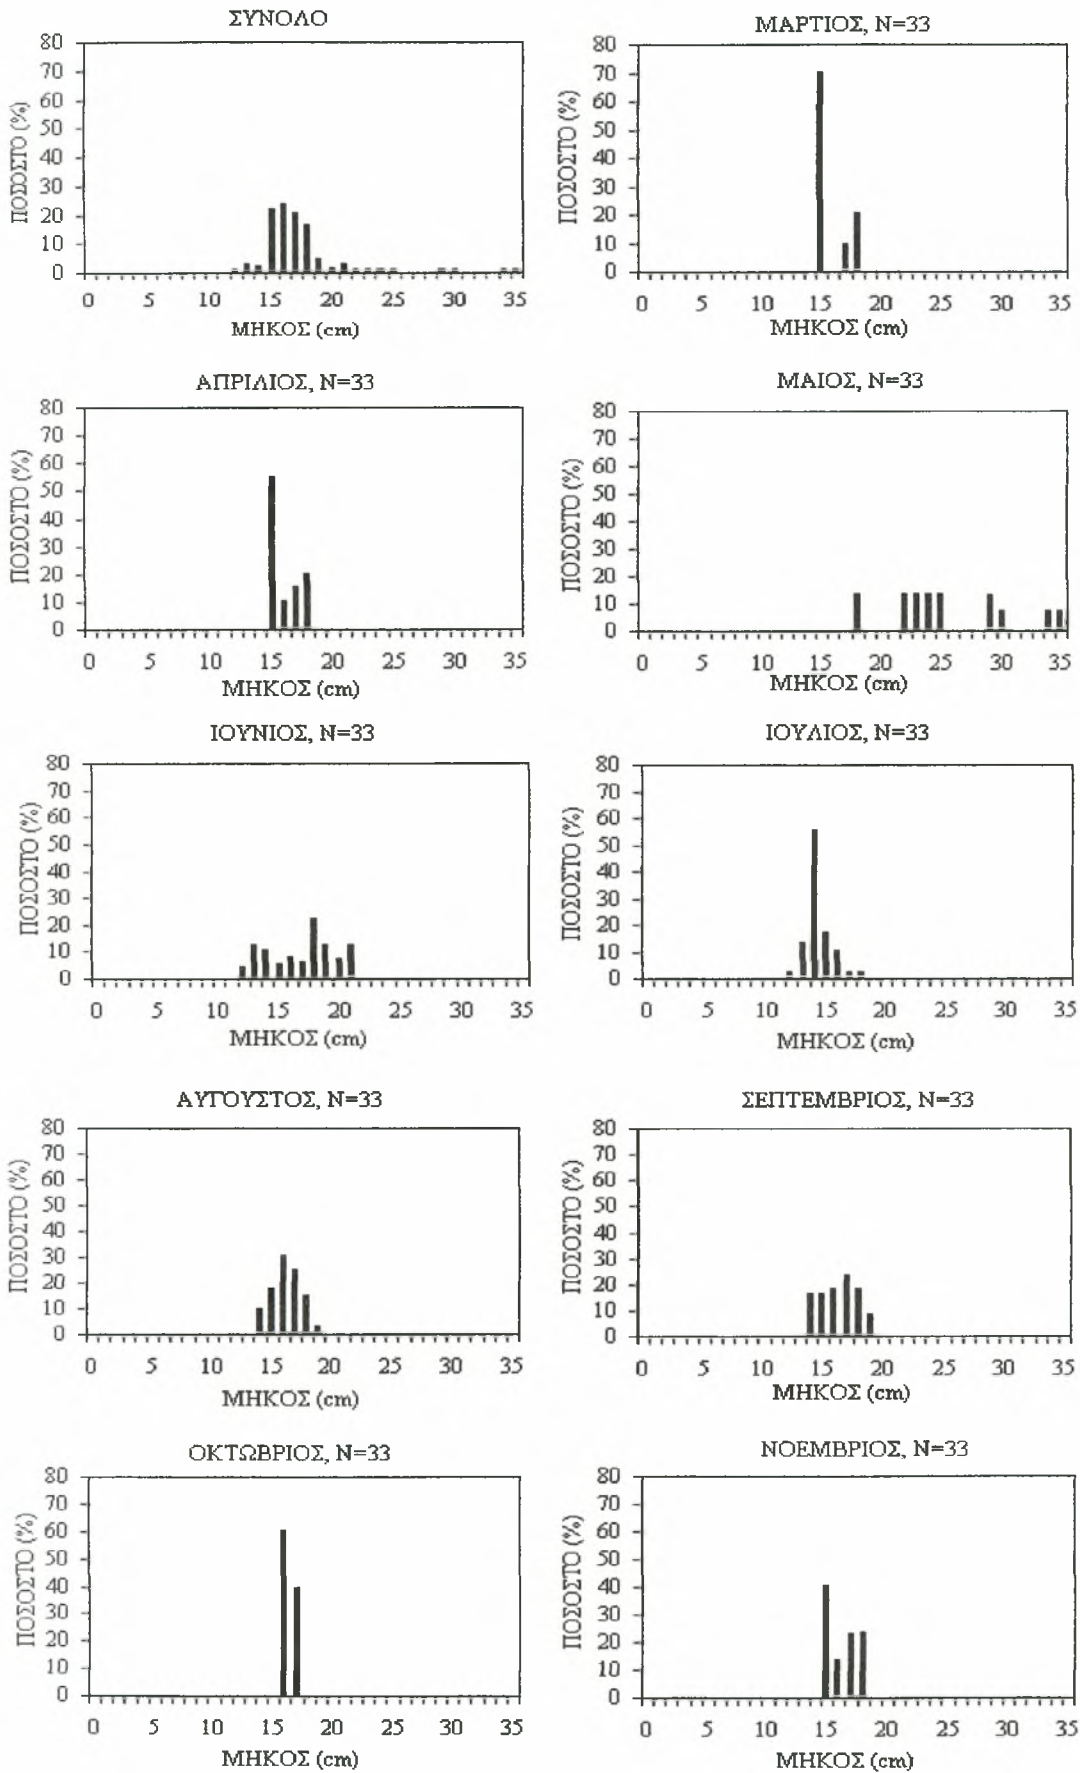 ΣΥΝΟΛΟ
80
70
60
50
40
30
20
10
0
ΠΟΣΟΣΤΟ (%)
0 5 10 15 20 25 30 35
ΜΗΚΟΣ (cm)
ΜΑΡΤΙΟΣ, N=33
80
70
60
50
40
30
20
10
0
ΠΟΣΟΣΤΟ (%)
0 5 10 15 20 25 30 35
ΜΗΚΟΣ (cm)
ΑΠΡΙΛΙΟΣ, N=33
80
70
60
50
40
30
20
10
0
ΠΟΣΟΣΤΟ (%)
0 5 10 15 20 25 30 35
ΜΗΚΟΣ (cm)
ΜΑΙΟΣ, N=33
80
70
60
50
40
30
20
10
0
ΠΟΣΟΣΤΟ (%)
0 5 10 15 20 25 30 35
ΜΗΚΟΣ (cm)
ΙΟΥΝΙΟΣ, N=33
80
70
60
50
40
30
20
10
0
ΠΟΣΟΣΤΟ (%)
0 5 10 15 20 25 30 35
ΜΗΚΟΣ (cm)
ΙΟΥΛΙΟΣ, N=33
80
70
60
50
40
30
20
10
0
ΠΟΣΟΣΤΟ (%)
0 5 10 15 20 25 30 35
ΜΗΚΟΣ (cm)
ΑΥΓΟΥΣΤΟΣ, N=33
80
70
60
50
40
30
20
10
0
ΠΟΣΟΣΤΟ (%)
0 5 10 15 20 25 30 35
ΜΗΚΟΣ (cm)
ΣΕΠΤΕΜΒΡΙΟΣ, N=33
80
70
60
50
40
30
20
10
0
ΠΟΣΟΣΤΟ (%)
0 5 10 15 20 25 30 35
ΜΗΚΟΣ (cm)
ΟΚΤΩΒΡΙΟΣ, N=33
80
70
60
50
40
30
20
10
0
ΠΟΣΟΣΤΟ (%)
0 5 10 15 20 25 30 35
ΜΗΚΟΣ (cm)
ΝΟΕΜΒΡΙΟΣ, N=33
80
70
60
50
40
30
20
10
0
ΠΟΣΟΣΤΟ (%)
0 5 10 15 20 25 30 35
ΜΗΚΟΣ (cm)